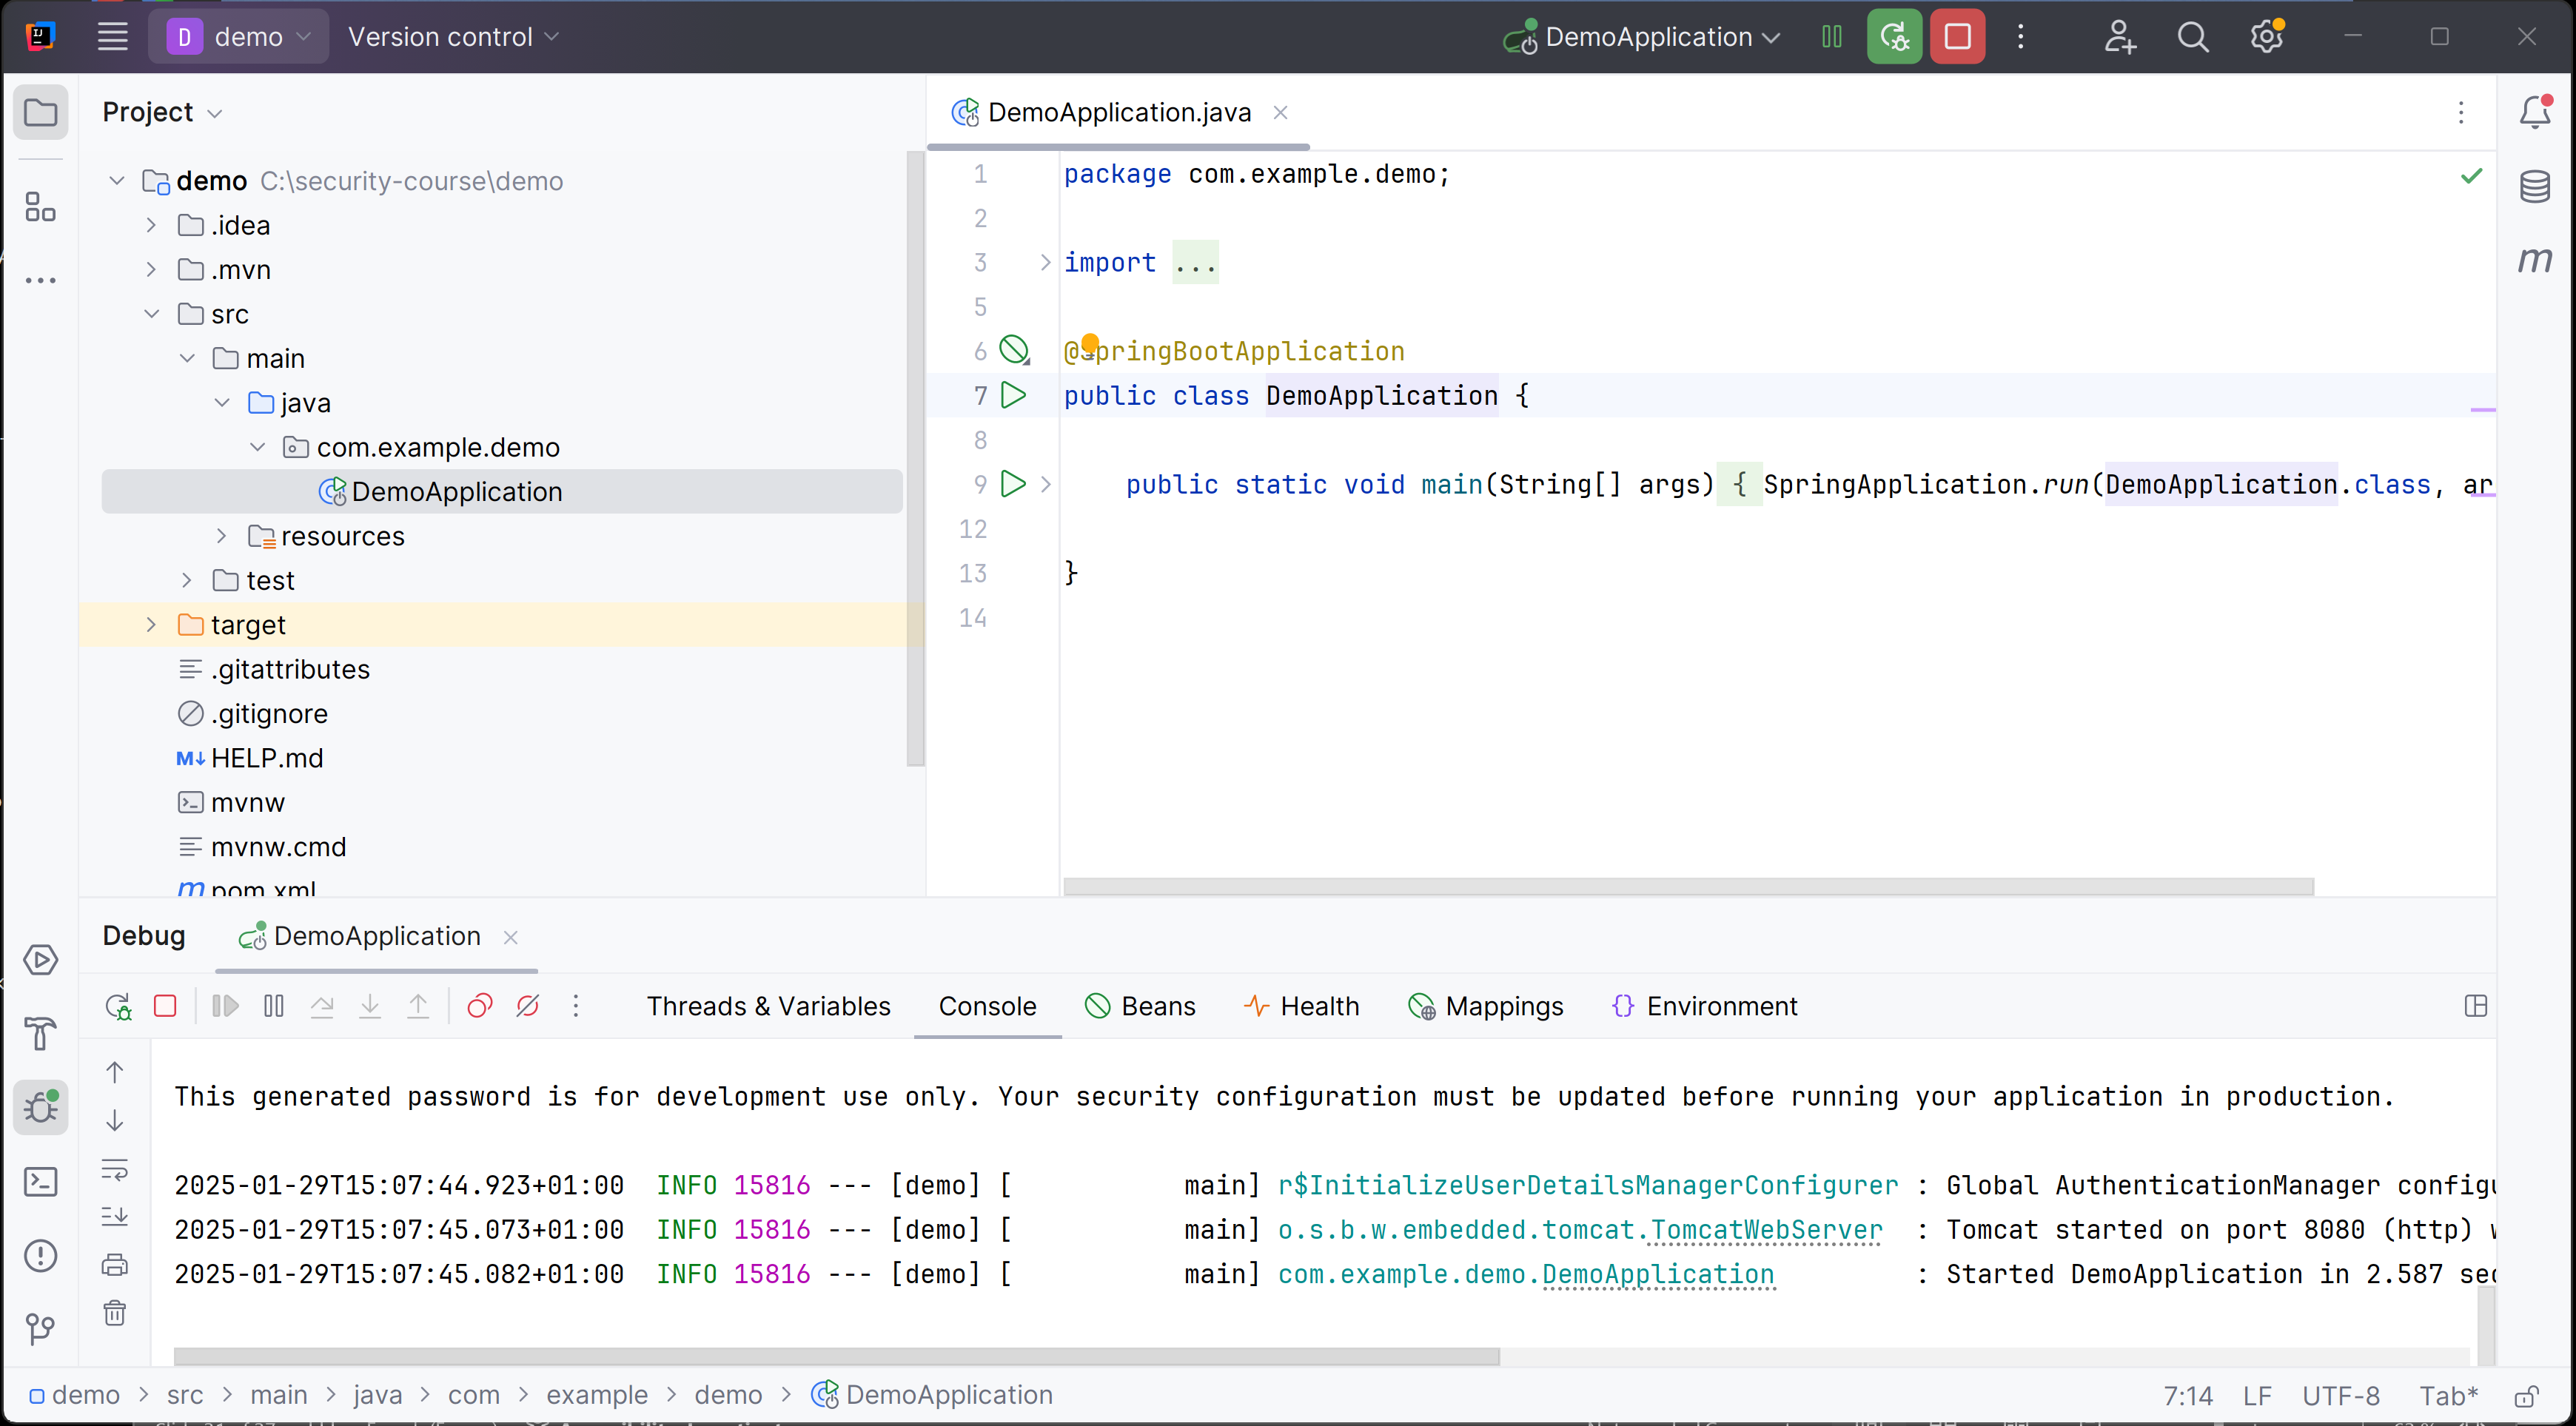 D demo Version control DemoApplication
Project
DemoApplication.java
demo C:\security-course\demo
.idea
.mvn
src
main
java
com.example.demo
DemoApplication
resources
test
target
.gitattributes
.gitignore
M↓ HELP.md
mvnw
mvnw.cmd
m pom.xml
1 package com.example.demo;
2
3 import ...
5
6 @SpringBootApplication
7 public class DemoApplication {
8
9 public static void main(String[] args) { SpringApplication.run(DemoApplication.class, ar
12
13 }
14
m
Debug DemoApplication
Threads & Variables Console Beans Health Mappings {} Environment
This generated password is for development use only. Your security configuration must be updated before running your application in production.
2025-01-29T15:07:44.923+01:00 INFO 15816 --- [demo] [ main] r$InitializeUserDetailsManagerConfigurer : Global AuthenticationManager configu
2025-01-29T15:07:45.073+01:00 INFO 15816 --- [demo] [ main] o.s.b.w.embedded.tomcat.TomcatWebServer : Tomcat started on port 8080 (http) w
2025-01-29T15:07:45.082+01:00 INFO 15816 --- [demo] [ main] com.example.demo.DemoApplication : Started DemoApplication in 2.587 sec
demo > src > main > java > com > example > demo > DemoApplication 7:14 LF UTF-8 Tab*